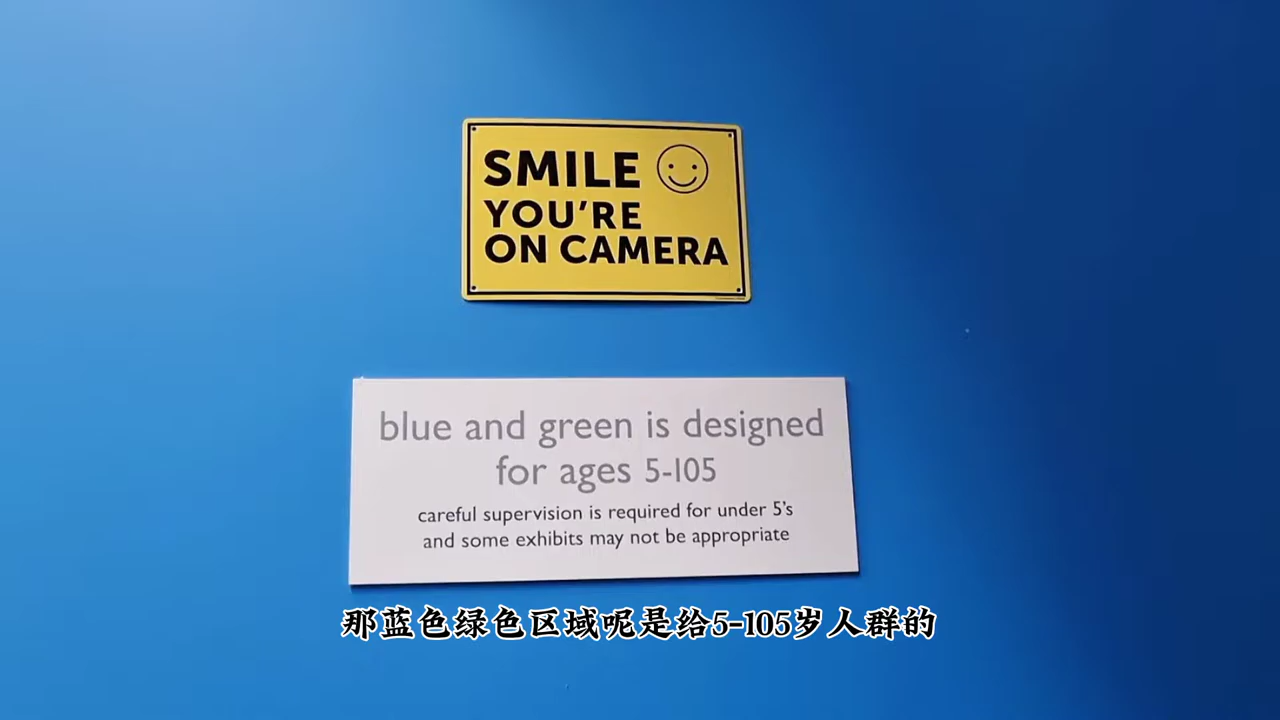 SMILE
YOU'RE
ON CAMERA
blue and green is designed
for ages 5-105
careful supervision is required for under 5's
and some exhibits may not be appropriate
那蓝色绿色区域呢是给5-105岁人群的